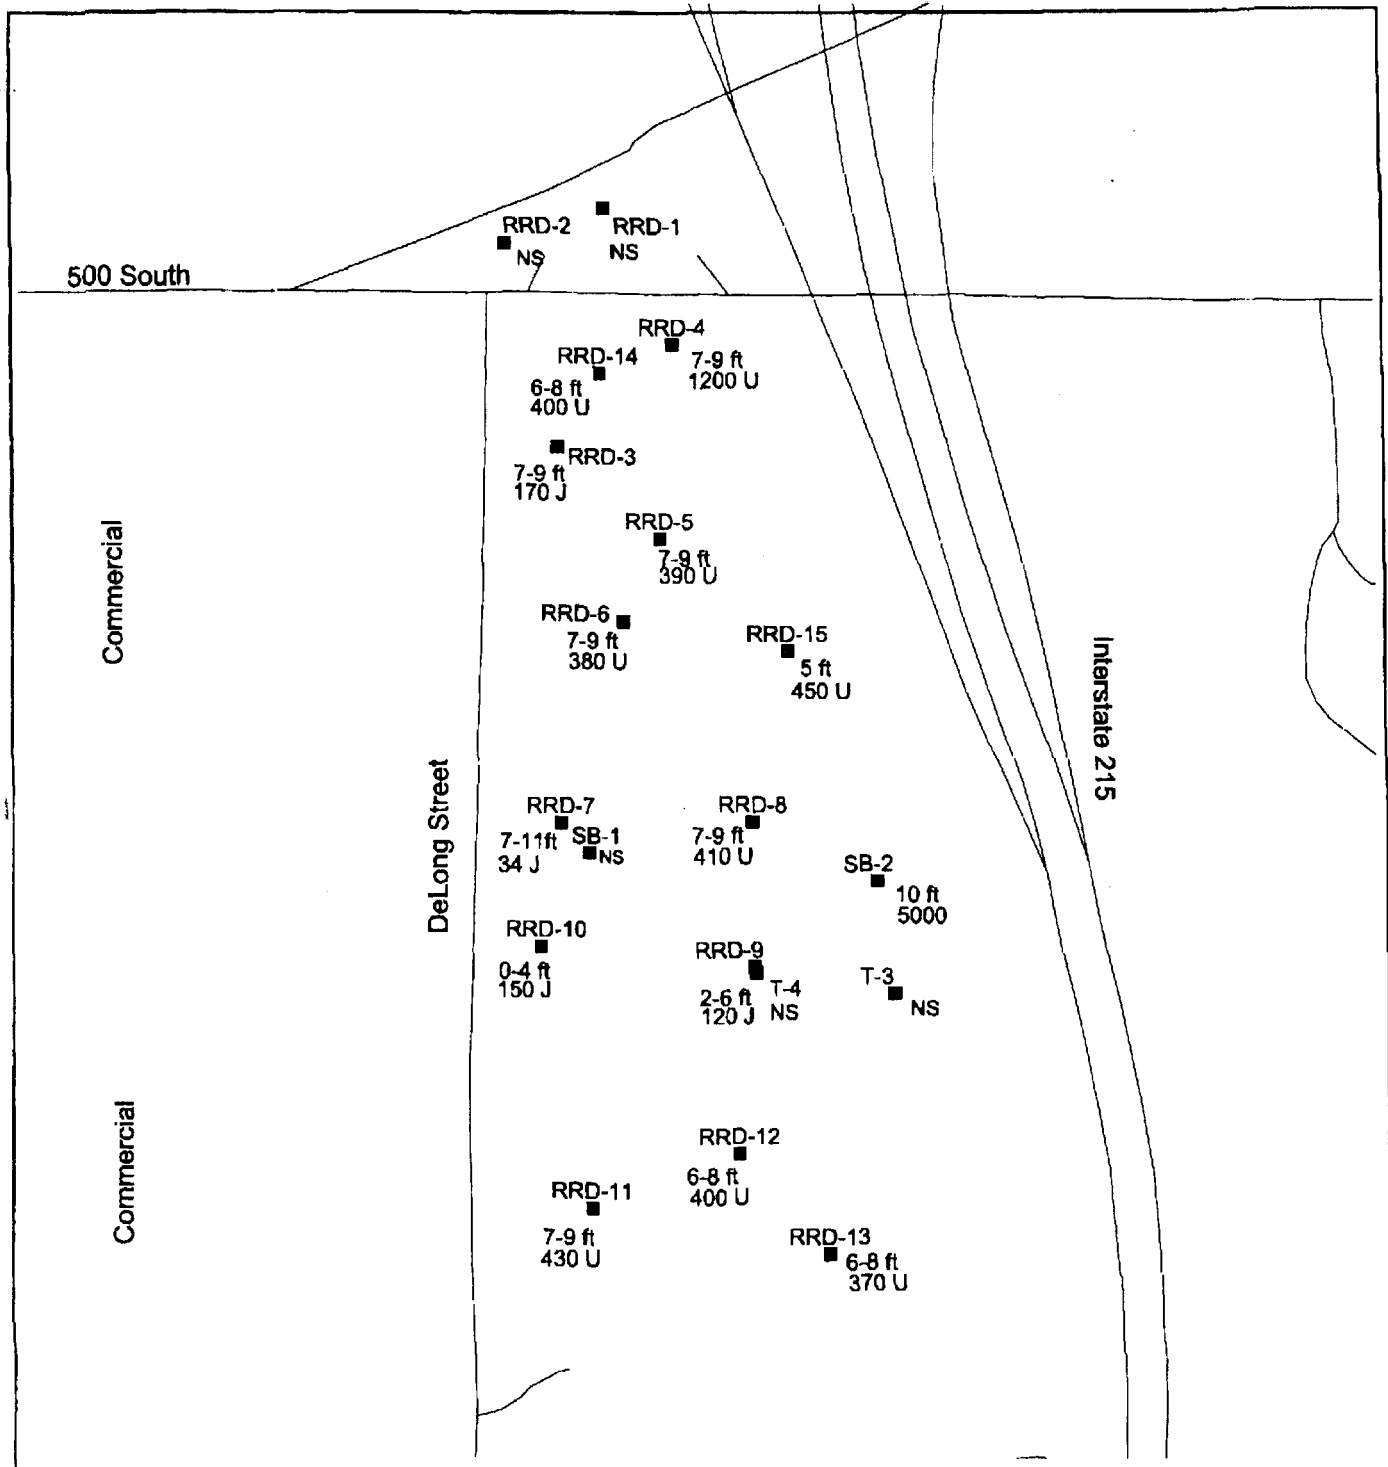 RRD-2
NS
RRD-1
NS
500 South
RRD-4
7-9 ft
1200 U
RRD-14
6-8 ft
400 U
RRD-3
7-9 ft
170 J
RRD-5
7-9 ft
390 U
Commercial
RRD-6
7-9 ft
380 U
RRD-15
5 ft
450 U
Interstate 215
DeLong Street
RRD-7
7-11ft
34 J
SB-1
NS
RRD-8
7-9 ft
410 U
SB-2
10 ft
5000
RRD-10
0-4 ft
150 J
RRD-9
2-6 ft
120 J
T-4
NS
T-3
NS
Commercial
RRD-12
6-8 ft
400 U
RRD-11
7-9 ft
430 U
RRD-13
6-8 ft
370 U